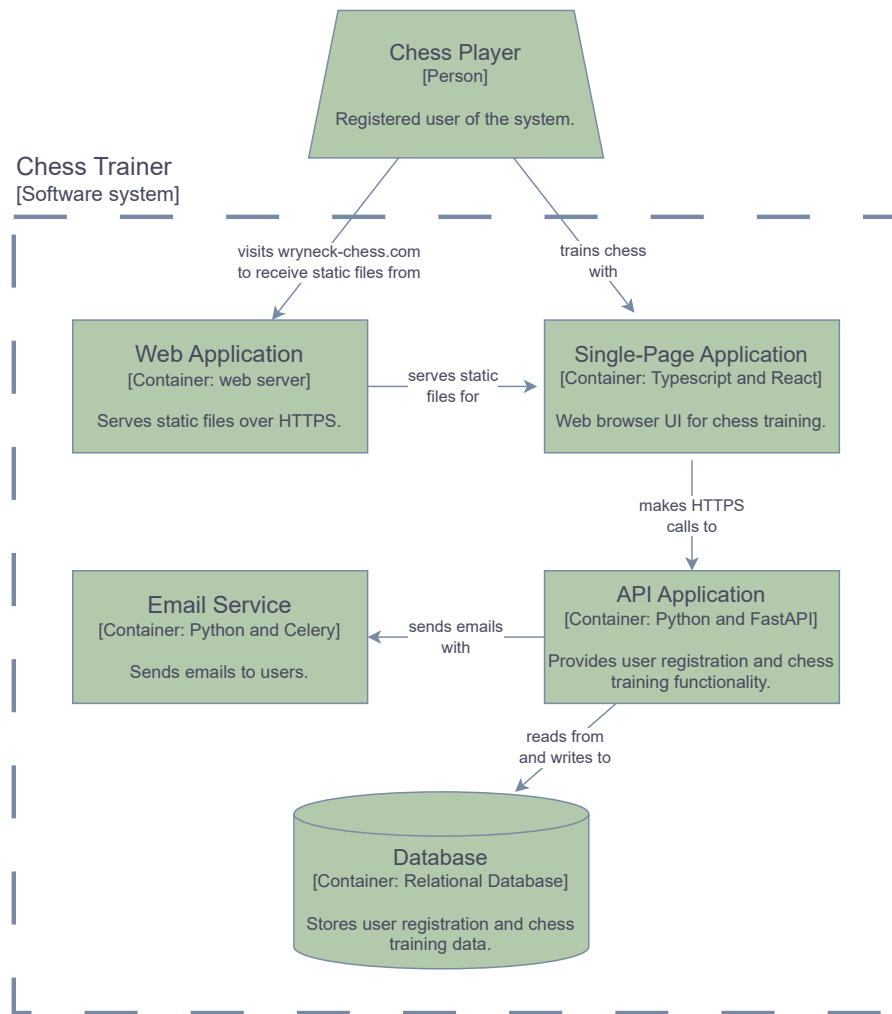 Chess Player
[Person]
Registered user of the system.
Chess Trainer
[Software system]
visits wryneck-chess.com
to receive static files from
trains chess
with
Web Application
[Container: web server]
Serves static files over HTTPS.
serves static
files for
Single-Page Application
[Container: Typescript and React]
Web browser UI for chess training.
makes HTTPS
calls to
Email Service
[Container: Python and Celery]
Sends emails to users.
sends emails
with
API Application
[Container: Python and FastAPI]
Provides user registration and chess
training functionality.
reads from
and writes to
Database
[Container: Relational Database]
Stores user registration and chess
training data.